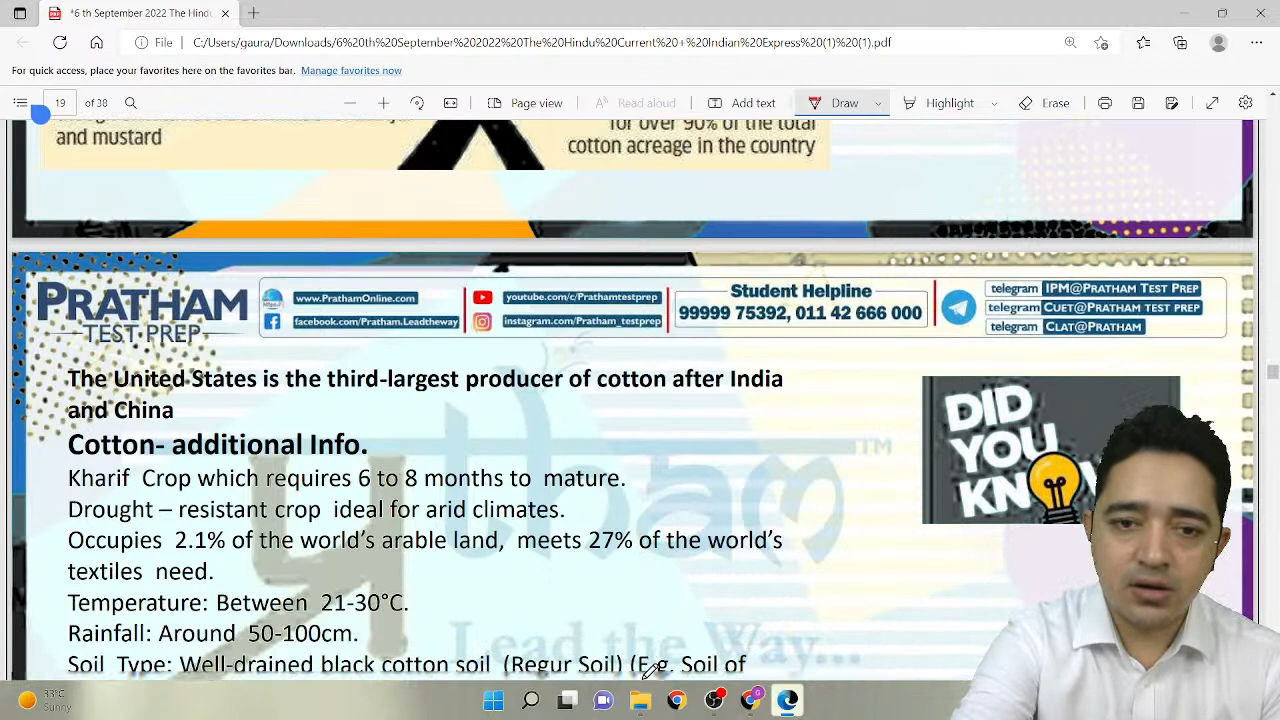 *6 th September 2022 The Hindu
File
C:/Users/gaura/Downloads/6%20th%20September%202022%20The%20Hindu%20Current%20+%20Indian%20Express%20(1)%20(1).pdf
For quick access, place your favorites here on the favorites bar. Manage favorites now
19 of 38
Page view
Read aloud
Add text
Draw
Highlight
Erase
and mustard
for over 90% of the total
cotton acreage in the country
PRATHAM
TEST PREP
www.PrathamOnline.com
facebook.com/Pratham.Leadtheway
youtube.com/c/Prathamtestprep
instagram.com/Pratham_testprep
Student Helpline
99999 75392, 011 42 666 000
telegram IPM@PRATHAM TEST PREP
telegram CUET@PRATHAM TEST PREP
telegram CLAT@PRATHAM
The United States is the third-largest producer of cotton after India
and China
Cotton- additional Info.
Kharif Crop which requires 6 to 8 months to mature.
Drought – resistant crop ideal for arid climates.
Occupies 2.1% of the world's arable land, meets 27% of the world's
textiles need.
Temperature: Between 21-30°C.
Rainfall: Around 50-100cm.
Soil Type: Well-drained black cotton soil (Regur Soil) (E.g. Soil of
DID
YOU
KN
प्रथम
TM
Lead the Way...
33°C
Sunny